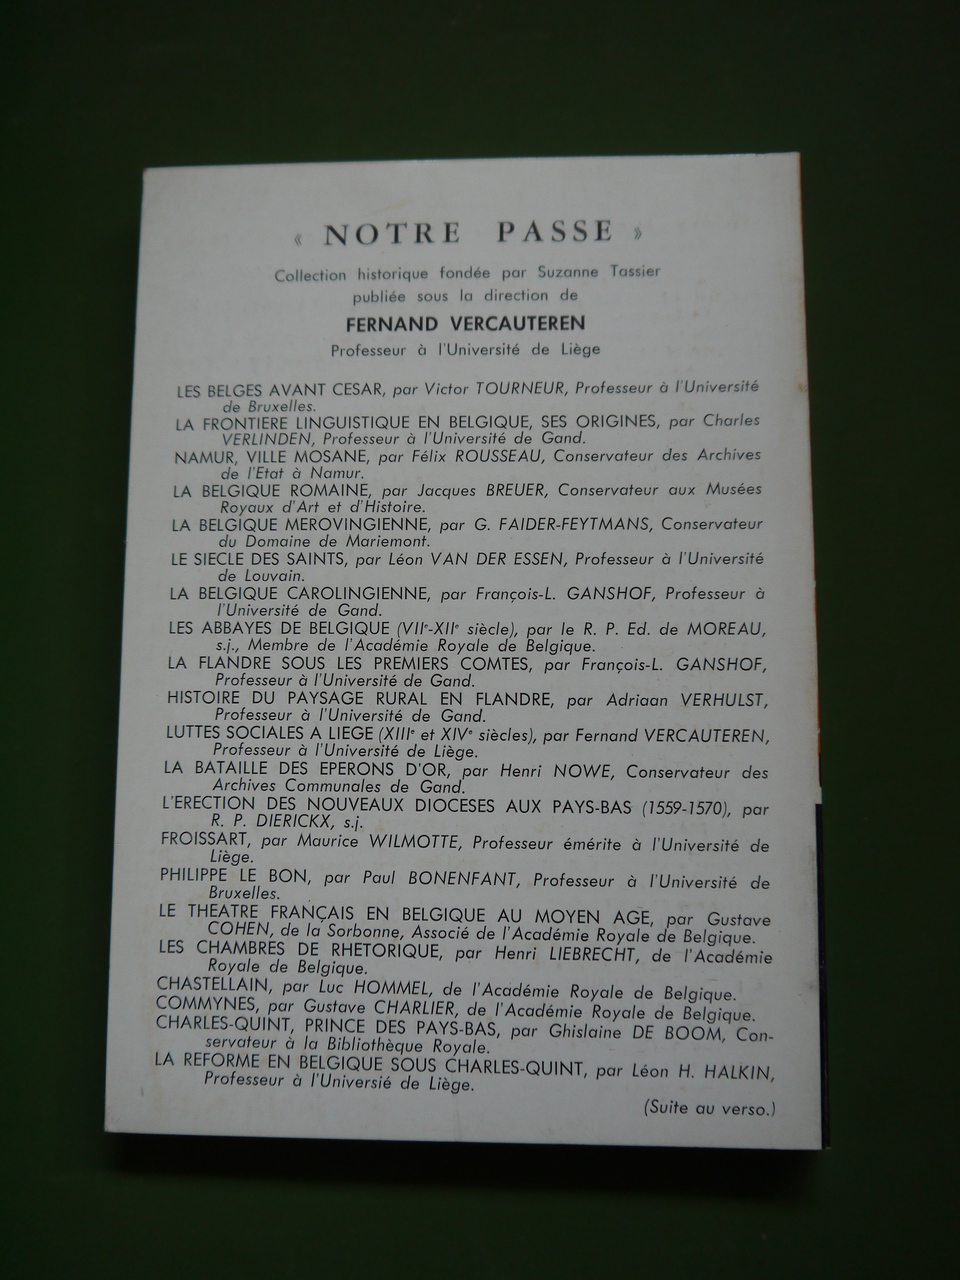 « NOTRE PASSE »
Collection historique fondée par Suzanne Tassier
publiée sous la direction de
FERNAND VERCAUTEREN
Professeur à l'Université de Liège
LES BELGES AVANT CESAR, par Victor TOURNEUR, Professeur à l'Université
de Bruxelles.
LA FRONTIERE LINGUISTIQUE EN BELGIQUE, SES ORIGINES, par Charles
VERLINDEN, Professeur à l'Université de Gand.
NAMUR, VILLE MOSANE, par Félix ROUSSEAU, Conservateur des Archives
de l'Etat à Namur.
LA BELGIQUE ROMAINE, par Jacques BREUER, Conservateur aux Musées
Royaux d'Art et d'Histoire.
LA BELGIQUE MEROVINGIENNE, par G. FAIDER-FEYTMANS, Conservateur
du Domaine de Mariemont.
LE SIECLE DES SAINTS, par Léon VAN DER ESSEN, Professeur à l'Université
de Louvain.
LA BELGIQUE CAROLINGIENNE, par François-L. GANSHOF, Professeur à
l'Université de Gand.
LES ABBAYES DE BELGIQUE (VIIe-XIIe siècle), par le R. P. Ed. de MOREAU,
s.j., Membre de l'Académie Royale de Belgique.
LA FLANDRE SOUS LES PREMIERS COMTES, par François-L. GANSHOF,
Professeur à l'Université de Gand.
HISTOIRE DU PAYSAGE RURAL EN FLANDRE, par Adriaan VERHULST,
Professeur à l'Université de Gand.
LUTTES SOCIALES A LIEGE (XIIIe et XIVe siècles), par Fernand VERCAUTEREN,
Professeur à l'Université de Liège.
LA BATAILLE DES EPERONS D'OR, par Henri NOWE, Conservateur des
Archives Communales de Gand.
L'ERECTION DES NOUVEAUX DIOCESES AUX PAYS-BAS (1559-1570), par
R. P. DIERICKX, s.j.
FROISSART, par Maurice WILMOTTE, Professeur émérite à l'Université de
Liège.
PHILIPPE LE BON, par Paul BONENFANT, Professeur à l'Université de
Bruxelles.
LE THEATRE FRANÇAIS EN BELGIQUE AU MOYEN AGE, par Gustave
COHEN, de la Sorbonne, Associé de l'Académie Royale de Belgique.
LES CHAMBRES DE RHETORIQUE, par Henri LIEBRECHT, de l'Académie
Royale de Belgique.
CHASTELLAIN, par Luc HOMMEL, de l'Académie Royale de Belgique.
COMMYNES, par Gustave CHARLIER, de l'Académie Royale de Belgique.
CHARLES-QUINT, PRINCE DES PAYS-BAS, par Ghislaine DE BOOM, Con-
servateur à la Bibliothèque Royale.
LA REFORME EN BELGIQUE SOUS CHARLES-QUINT, par Léon H. HALKIN,
Professeur à l'Universié de Liège.
(Suite au verso.)